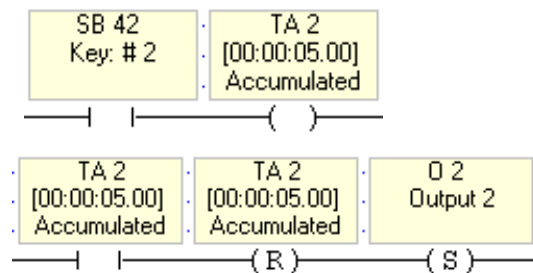 SB 42
Key: # 2
TA 2
[00:00:05.00]
Accumulated
( )
TA 2
[00:00:05.00]
Accumulated
TA 2
[00:00:05.00]
Accumulated
O 2
Output 2
(R)
(S)